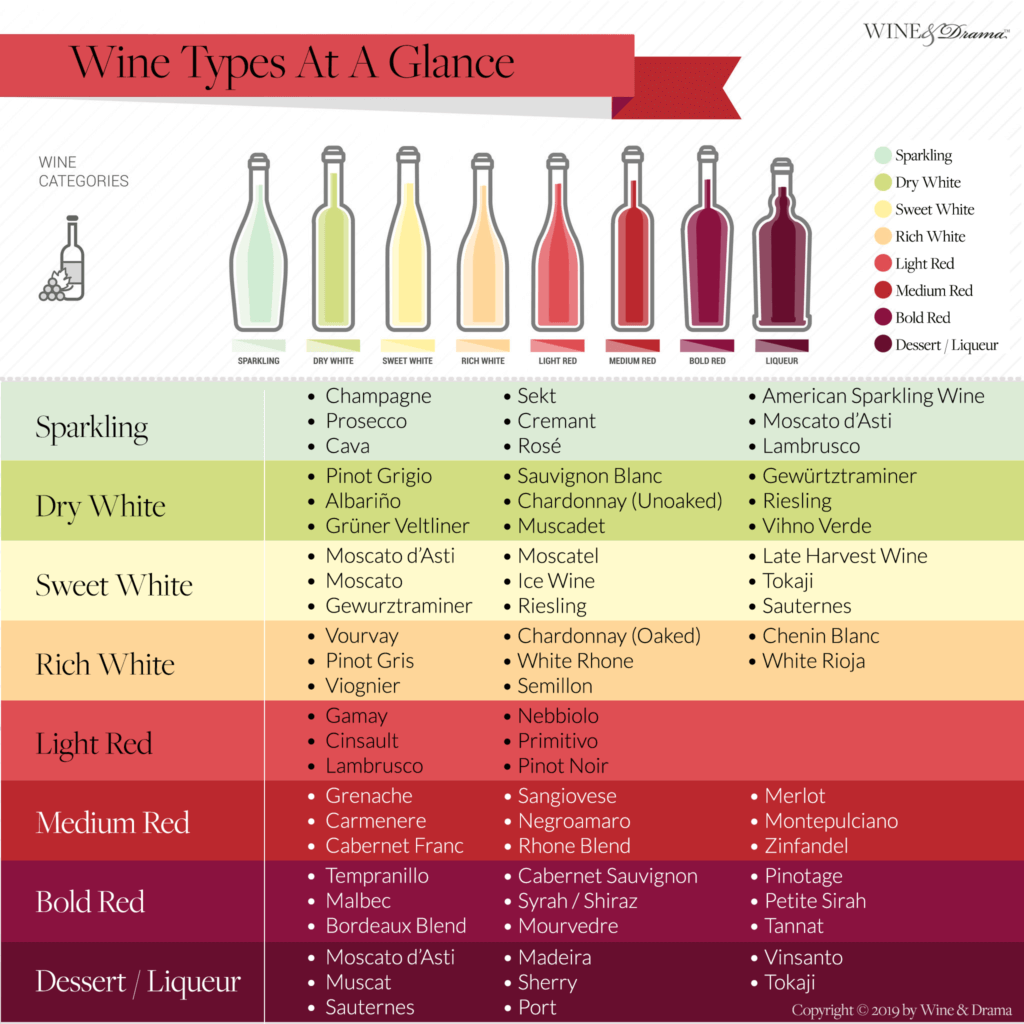 WINE & Drama™
Wine Types At A Glance
WINE
CATEGORIES
SPARKLING
DRY WHITE
SWEET WHITE
RICH WHITE
LIGHT RED
MEDIUM RED
BOLD RED
LIQUEUR
Sparkling
Dry White
Sweet White
Rich White
Light Red
Medium Red
Bold Red
Dessert / Liqueur
Sparkling
• Champagne • Sekt • American Sparkling Wine
• Prosecco • Cremant • Moscato d’Asti
• Cava • Rosé • Lambrusco
Dry White
• Pinot Grigio • Sauvignon Blanc • Gewürtztraminer
• Albariño • Chardonnay (Unoaked) • Riesling
• Grüner Veltliner • Muscadet • Vihno Verde
Sweet White
• Moscato d’Asti • Moscatel • Late Harvest Wine
• Moscato • Ice Wine • Tokaji
• Gewurztraminer • Riesling • Sauternes
Rich White
• Vourvay • Chardonnay (Oaked) • Chenin Blanc
• Pinot Gris • White Rhone • White Rioja
• Viognier • Semillon
Light Red
• Gamay • Nebbiolo
• Cinsault • Primitivo
• Lambrusco • Pinot Noir
Medium Red
• Grenache • Sangiovese • Merlot
• Carmenere • Negroamaro • Montepulciano
• Cabernet Franc • Rhone Blend • Zinfandel
Bold Red
• Tempranillo • Cabernet Sauvignon • Pinotage
• Malbec • Syrah / Shiraz • Petite Sirah
• Bordeaux Blend • Mourvedre • Tannat
Dessert / Liqueur
• Moscato d’Asti • Madeira • Vinsanto
• Muscat • Sherry • Tokaji
• Sauternes • Port
Copyright © 2019 by Wine & Drama